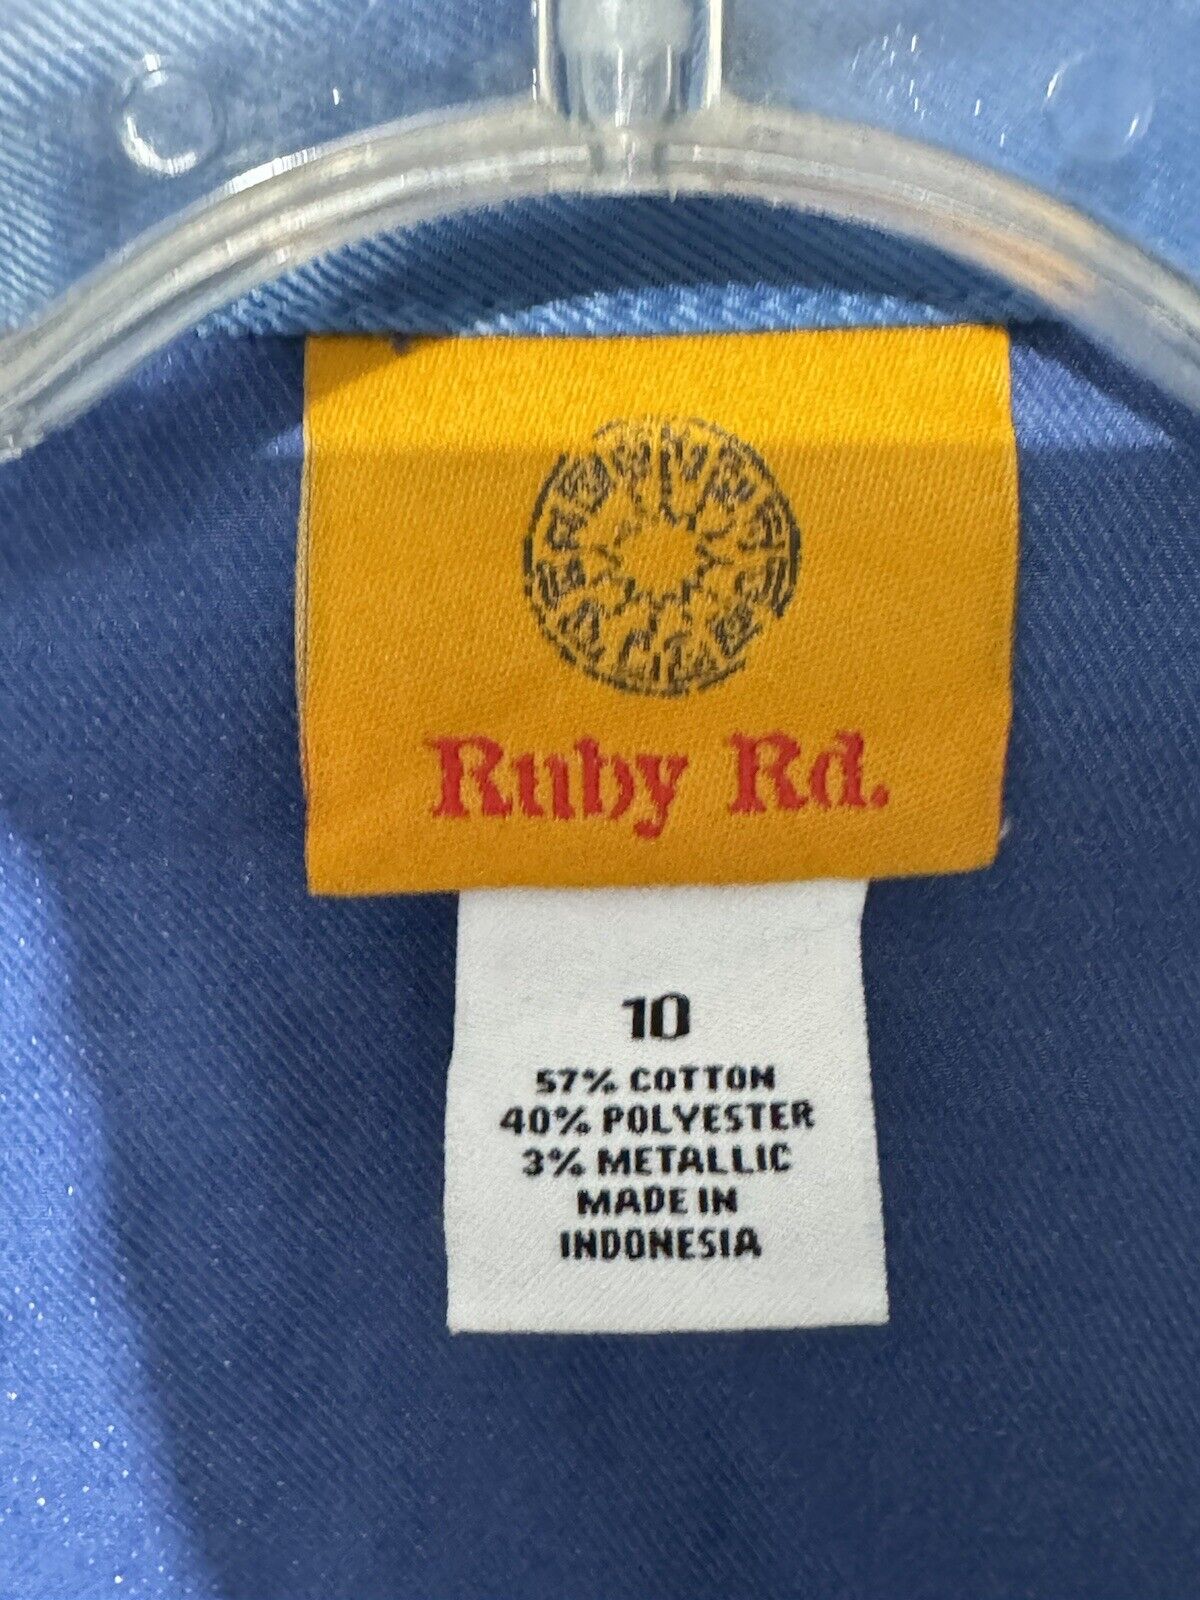 Ruby Rd.
10
57% COTTON
40% POLYESTER
3% METALLIC
MADE IN
INDONESIA